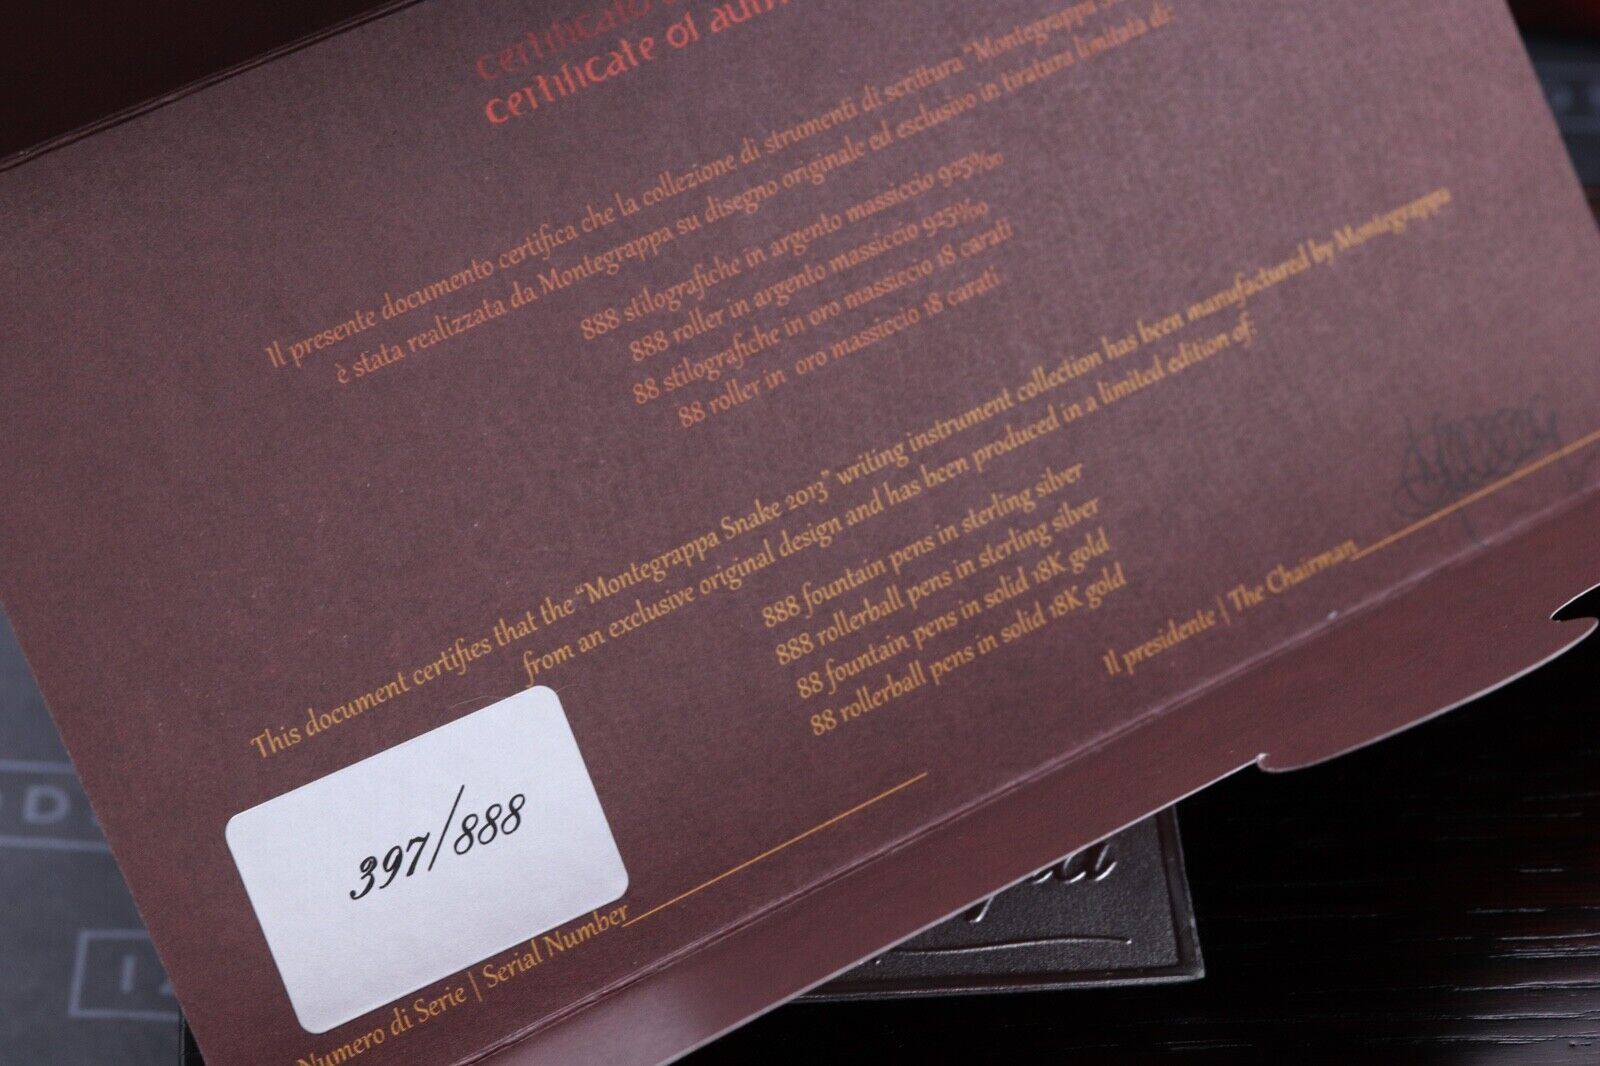 certificato
certificate of
Il presente documento certifica che la collezione di strumenti di scrittura "Montegrappa
è stata realizzata da Montegrappa su disegno originale ed esclusivo in tiratura limitata di:
888 stilografiche in argento massiccio 925‰
888 roller in argento massiccio 925‰
88 stilografiche in oro massiccio 18 carati
88 roller in oro massiccio 18 carati
This document certifies that the "Montegrappa Snake 2013" writing instrument collection has been manufactured by Montegrappa
from an exclusive original design and has been produced in a limited edition of:
888 fountain pens in sterling silver
888 rollerball pens in sterling silver
88 fountain pens in solid 18K gold
88 rollerball pens in solid 18K gold
Il presidente | The Chairman
397/888
Numero di Serie | Serial Number